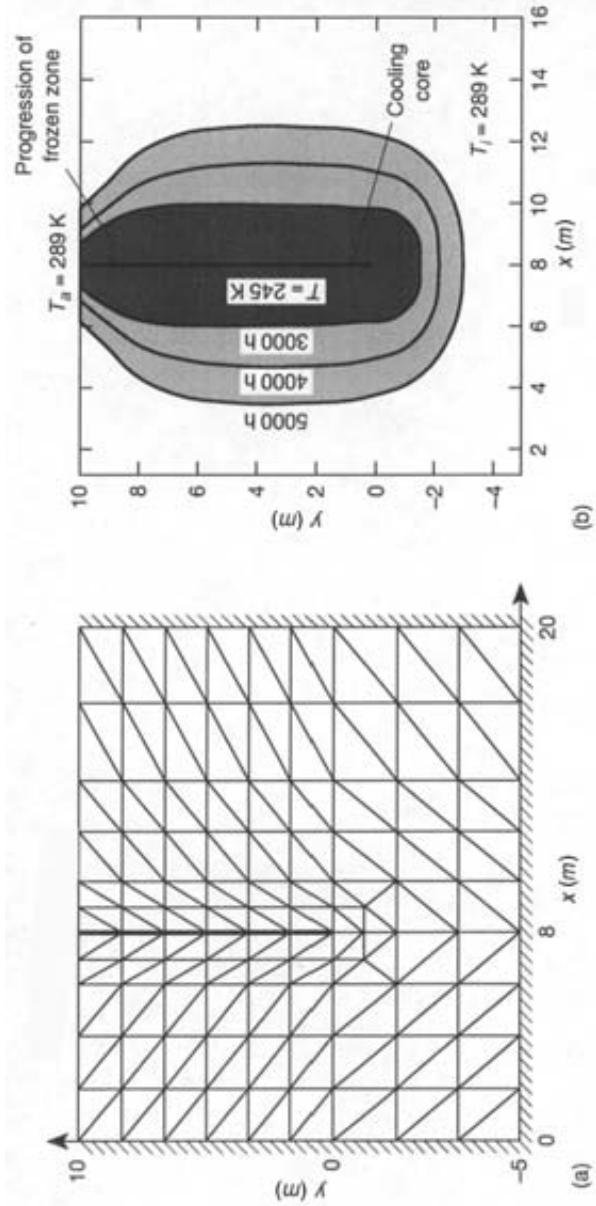 10
y (m)
0
–5
0
8
20
x (m)
(a)
Progression of
frozen zone
Tₐ = 289 K
10
8
6
4
2
0
–2
–4
y (m)
5000 h
4000 h
3000 h
T = 245 K
Cooling
core
Tᵢ = 289 K
2 4 6 8 10 12 14 16
x (m)
(b)